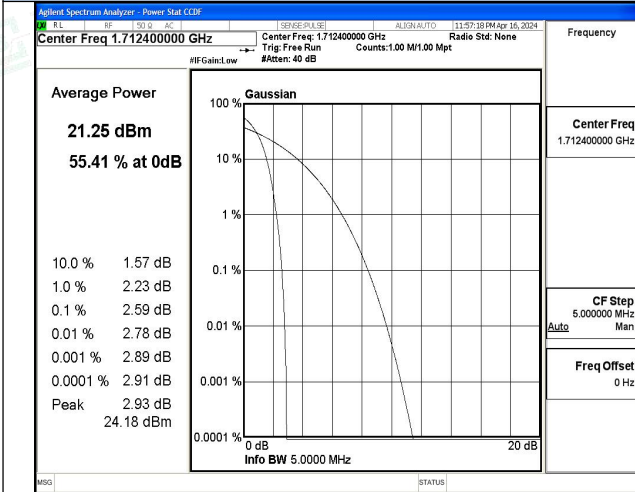 Agilent Spectrum Analyzer - Power Stat CCDF
RL RF 50 Ω AC SENSE:PULSE ALIGN AUTO 11:57:18 PM Apr 16, 2024
Center Freq 1.712400000 GHz
Center Freq: 1.712400000 GHz Radio Std: None
Trig: Free Run Counts:1.00 M/1.00 Mpt
#IFGain:Low #Atten: 40 dB
Frequency
Average Power
21.25 dBm
55.41 % at 0dB
10.0 % 1.57 dB
1.0 % 2.23 dB
0.1 % 2.59 dB
0.01 % 2.78 dB
0.001 % 2.89 dB
0.0001 % 2.91 dB
Peak 2.93 dB
24.18 dBm
Gaussian
100 %
10 %
1 %
0.1 %
0.01 %
0.001 %
0.0001 %
0 dB 20 dB
Info BW 5.0000 MHz
Center Freq
1.712400000 GHz
CF Step
5.000000 MHz
Auto Man
Freq Offset
0 Hz
MSG STATUS